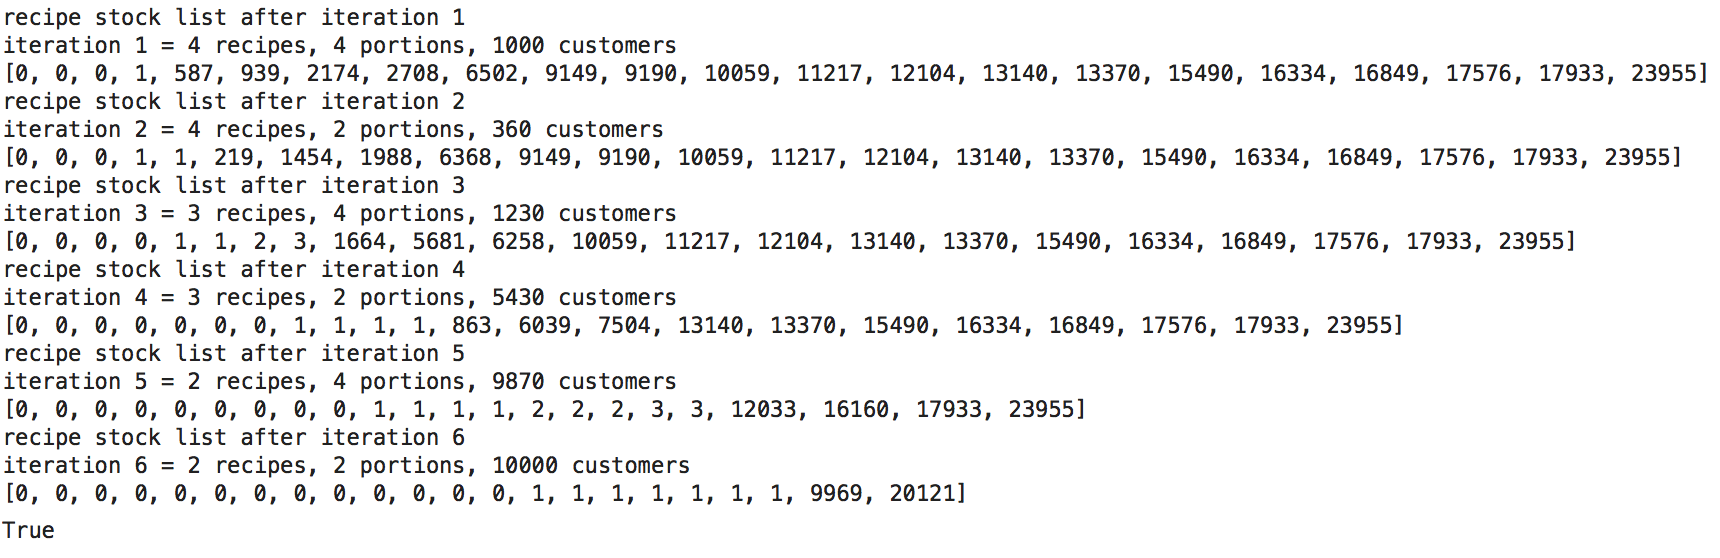 recipe stock list after iteration 1
iteration 1 = 4 recipes, 4 portions, 1000 customers
[0, 0, 0, 1, 587, 939, 2174, 2708, 6502, 9149, 9190, 10059, 11217, 12104, 13140, 13370, 15490, 16334, 16849, 17576, 17933, 23955]
recipe stock list after iteration 2
iteration 2 = 4 recipes, 2 portions, 360 customers
[0, 0, 0, 1, 1, 219, 1454, 1988, 6368, 9149, 9190, 10059, 11217, 12104, 13140, 13370, 15490, 16334, 16849, 17576, 17933, 23955]
recipe stock list after iteration 3
iteration 3 = 3 recipes, 4 portions, 1230 customers
[0, 0, 0, 0, 1, 1, 2, 3, 1664, 5681, 6258, 10059, 11217, 12104, 13140, 13370, 15490, 16334, 16849, 17576, 17933, 23955]
recipe stock list after iteration 4
iteration 4 = 3 recipes, 2 portions, 5430 customers
[0, 0, 0, 0, 0, 0, 0, 1, 1, 1, 1, 863, 6039, 7504, 13140, 13370, 15490, 16334, 16849, 17576, 17933, 23955]
recipe stock list after iteration 5
iteration 5 = 2 recipes, 4 portions, 9870 customers
[0, 0, 0, 0, 0, 0, 0, 0, 0, 1, 1, 1, 1, 2, 2, 2, 3, 3, 12033, 16160, 17933, 23955]
recipe stock list after iteration 6
iteration 6 = 2 recipes, 2 portions, 10000 customers
[0, 0, 0, 0, 0, 0, 0, 0, 0, 0, 0, 0, 0, 1, 1, 1, 1, 1, 1, 1, 9969, 20121]
True